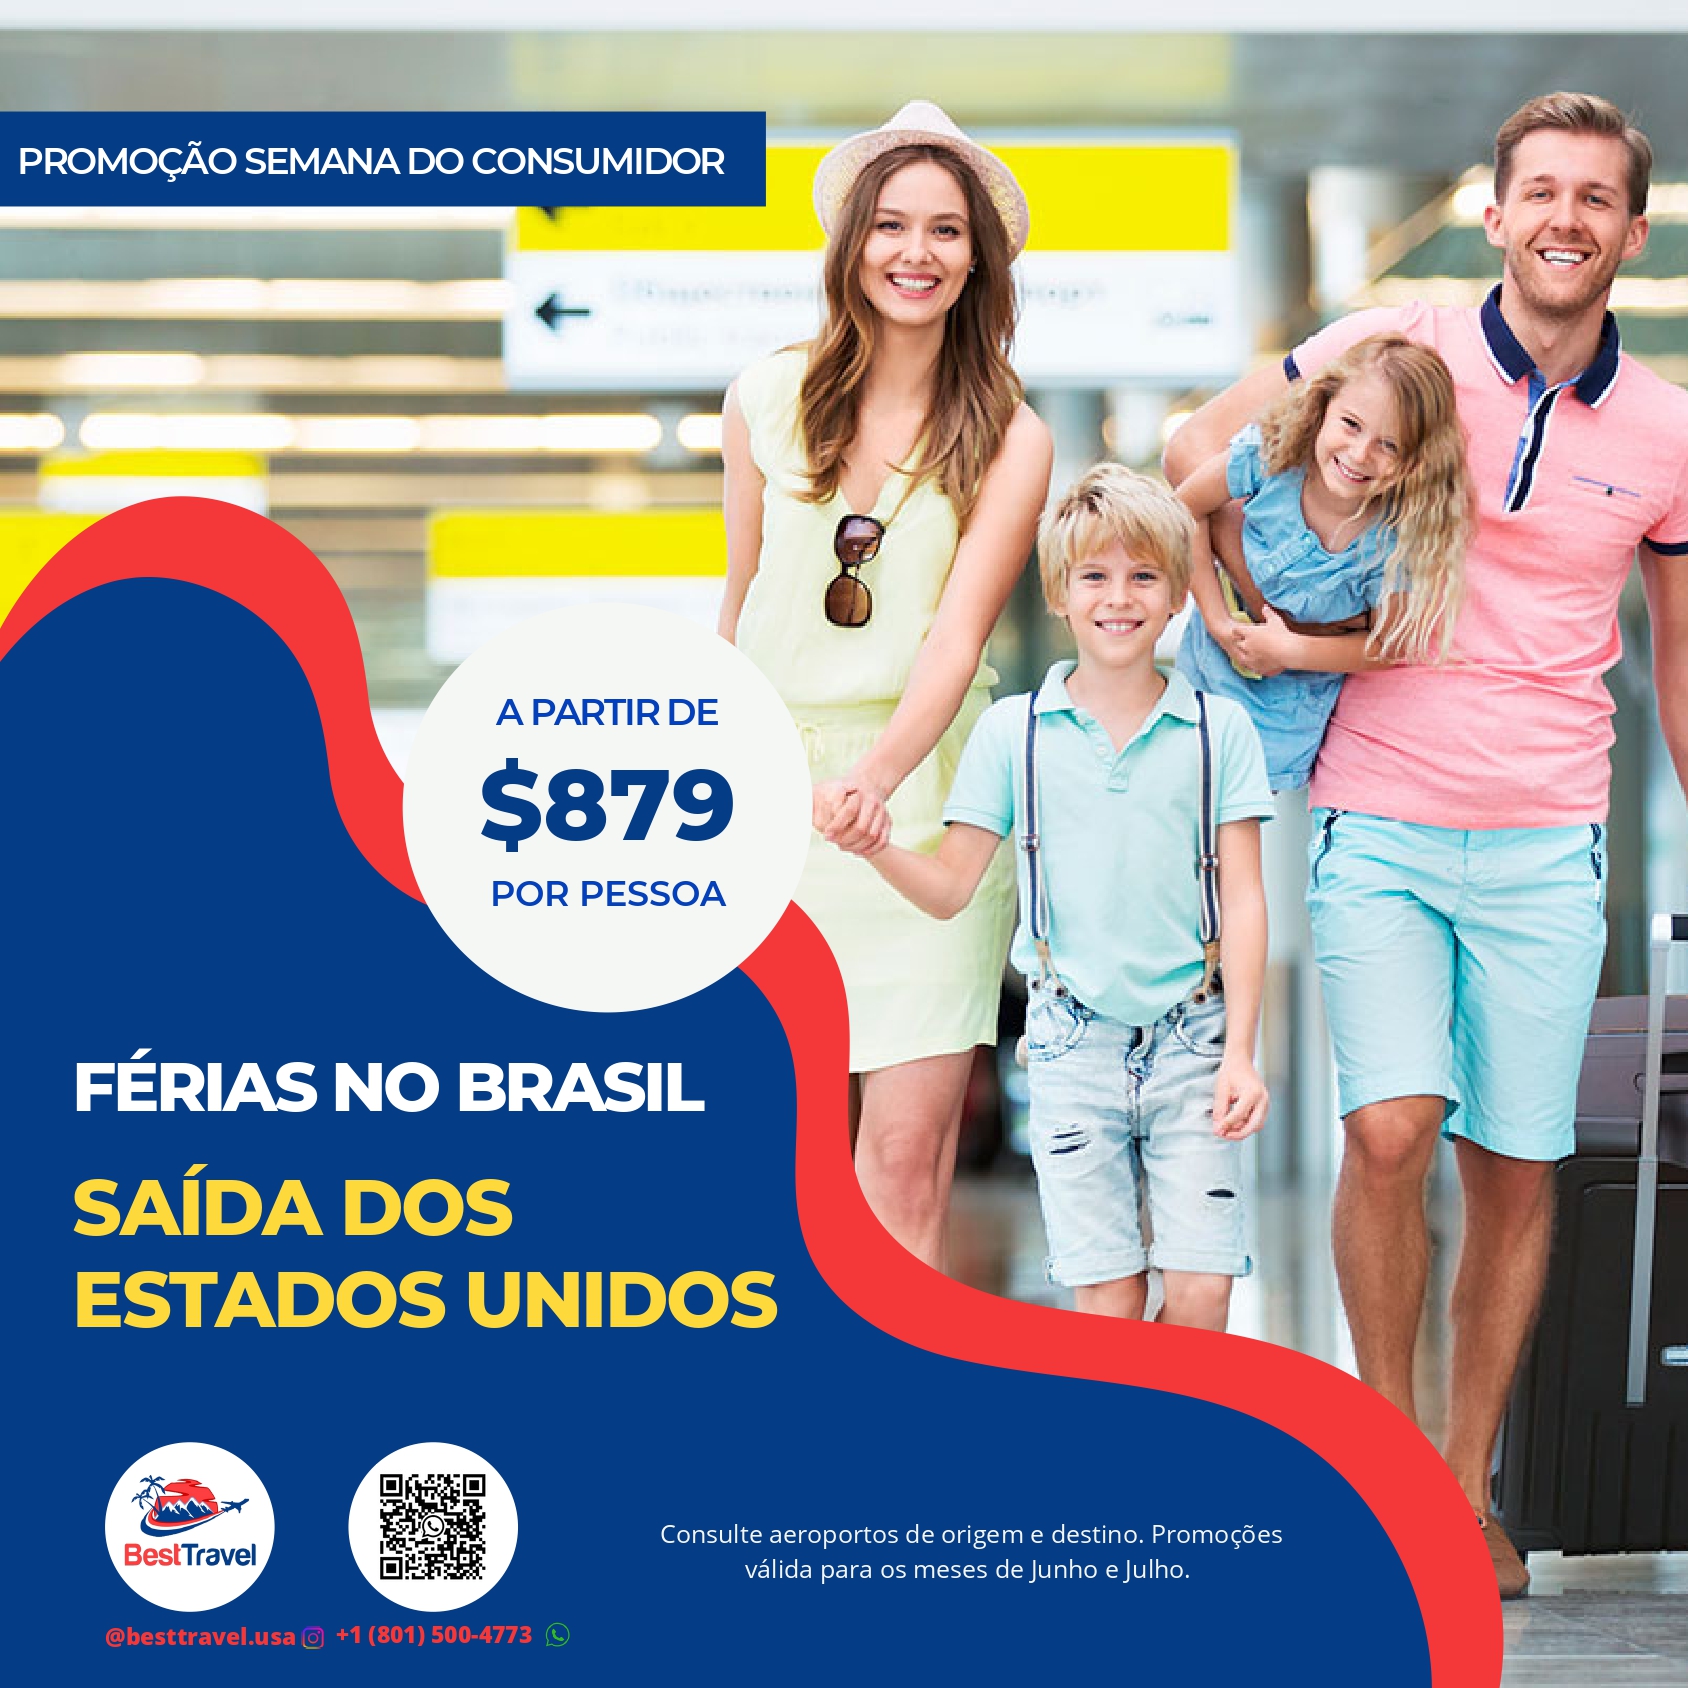 PROMOÇÃO SEMANA DO CONSUMIDOR
A PARTIR DE
$879
POR PESSOA
FÉRIAS NO BRASIL
SAÍDA DOS
ESTADOS UNIDOS
BestTravel
Consulte aeroportos de origem e destino. Promoções
válida para os meses de Junho e Julho.
@besttravel.usa +1 (801) 500-4773